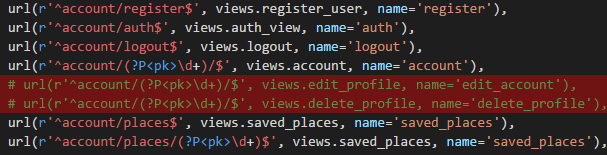 url(r'^account/register$', views.register_user, name='register'),
url(r'^account/auth$', views.auth_view, name='auth'),
url(r'^account/logout$', views.logout, name='logout'),
url(r'^account/(?P<pk>\d+)/$', views.account, name='account'),
# url(r'^account/(?P<pk>\d+)/$', views.edit_profile, name='edit_account'),
# url(r'^account/(?P<pk>\d+)/$', views.delete_profile, name='delete_profile'),
url(r'^account/places$', views.saved_places, name='saved_places'),
url(r'^account/places/(?P<pk>\d+)$', views.saved_places, name='saved_places'),